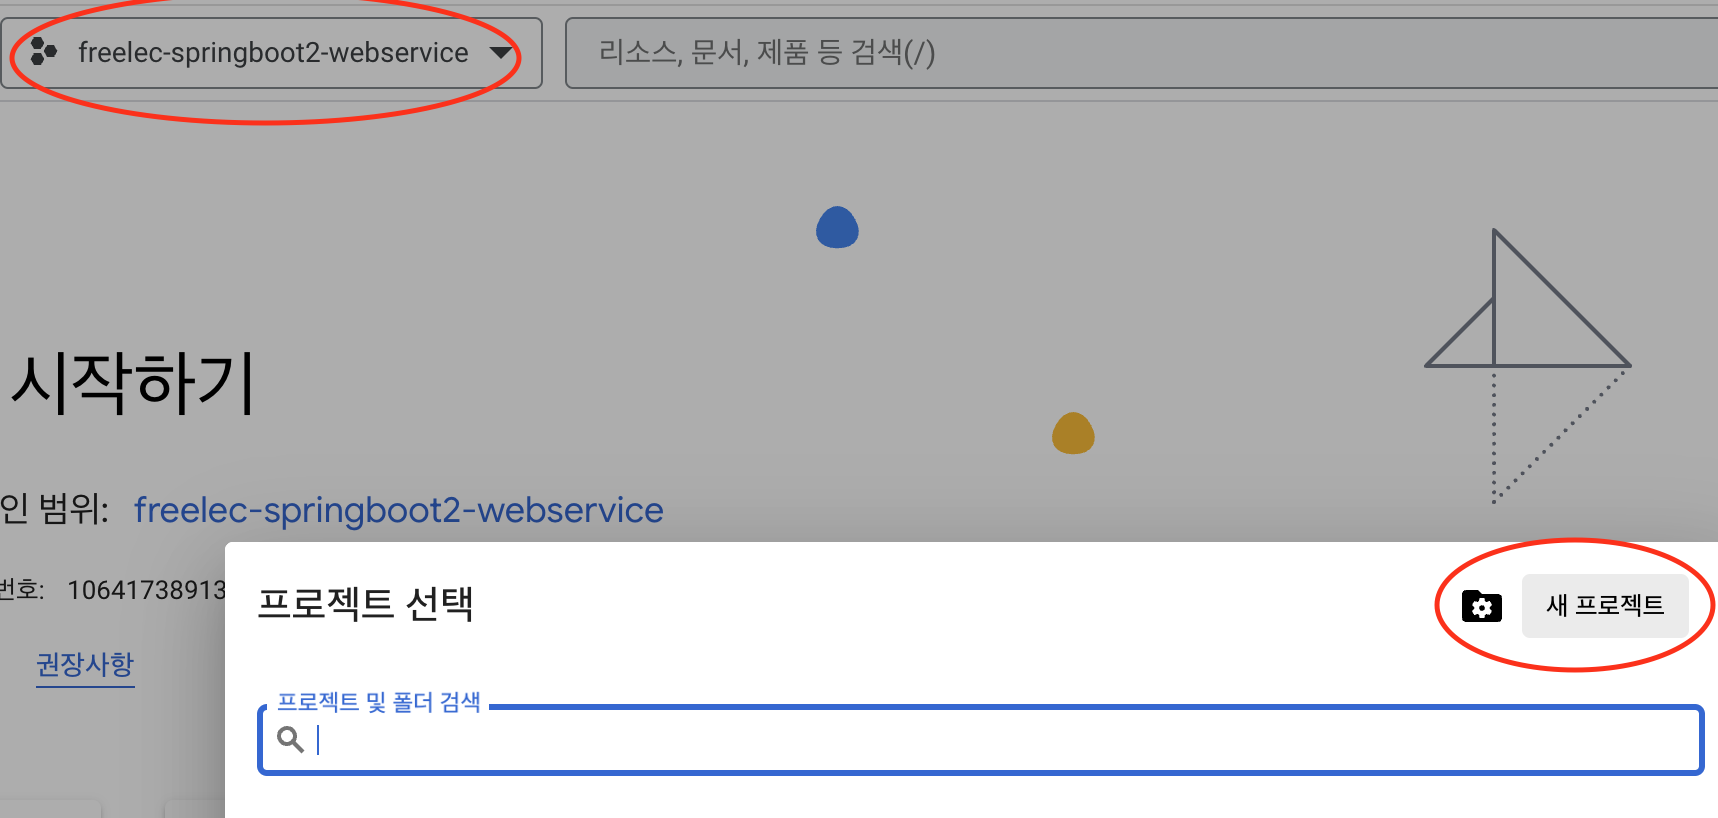 freelec-springboot2-webservice
리소스, 문서, 제품 등 검색(/)
시작하기
인 범위: freelec-springboot2-webservice
번호: 10641738913
프로젝트 선택
새 프로젝트
권장사항
프로젝트 및 폴더 검색